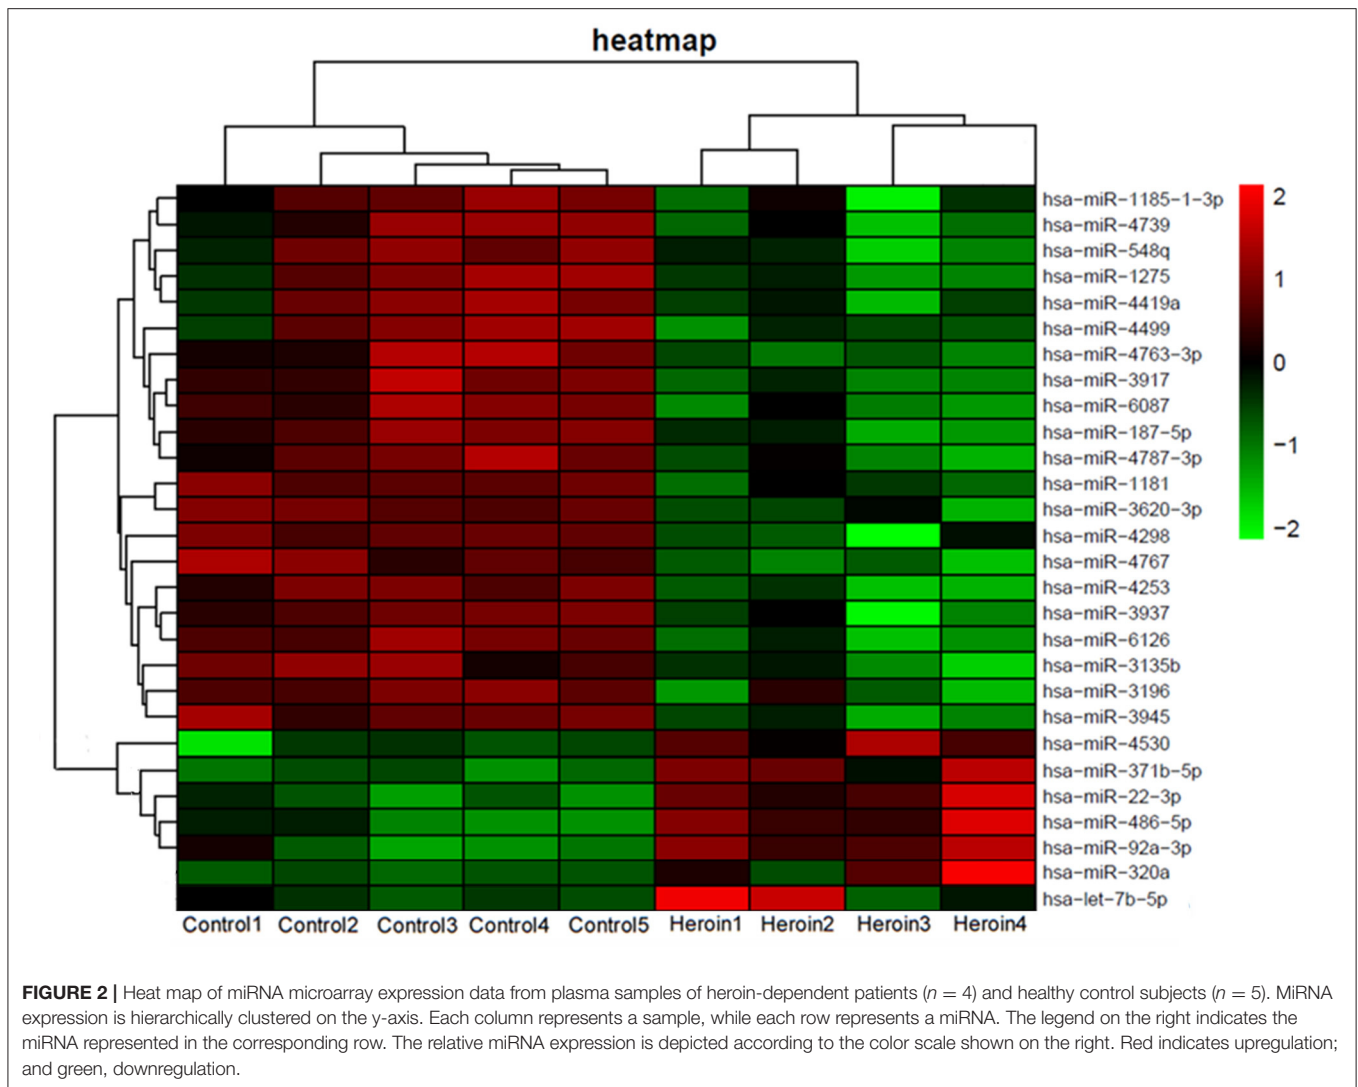 heatmap
hsa-miR-1185-1-3p
hsa-miR-4739
hsa-miR-548q
hsa-miR-1275
hsa-miR-4419a
hsa-miR-4499
hsa-miR-4763-3p
hsa-miR-3917
hsa-miR-6087
hsa-miR-187-5p
hsa-miR-4787-3p
hsa-miR-1181
hsa-miR-3620-3p
hsa-miR-4298
hsa-miR-4767
hsa-miR-4253
hsa-miR-3937
hsa-miR-6126
hsa-miR-3135b
hsa-miR-3196
hsa-miR-3945
hsa-miR-4530
hsa-miR-371b-5p
hsa-miR-22-3p
hsa-miR-486-5p
hsa-miR-92a-3p
hsa-miR-320a
hsa-let-7b-5p
2
1
0
−1
−2
Control1 Control2 Control3 Control4 Control5 Heroin1 Heroin2 Heroin3 Heroin4
FIGURE 2 | Heat map of miRNA microarray expression data from plasma samples of heroin-dependent patients (n = 4) and healthy control subjects (n = 5). MiRNA
expression is hierarchically clustered on the y-axis. Each column represents a sample, while each row represents a miRNA. The legend on the right indicates the
miRNA represented in the corresponding row. The relative miRNA expression is depicted according to the color scale shown on the right. Red indicates upregulation;
and green, downregulation.